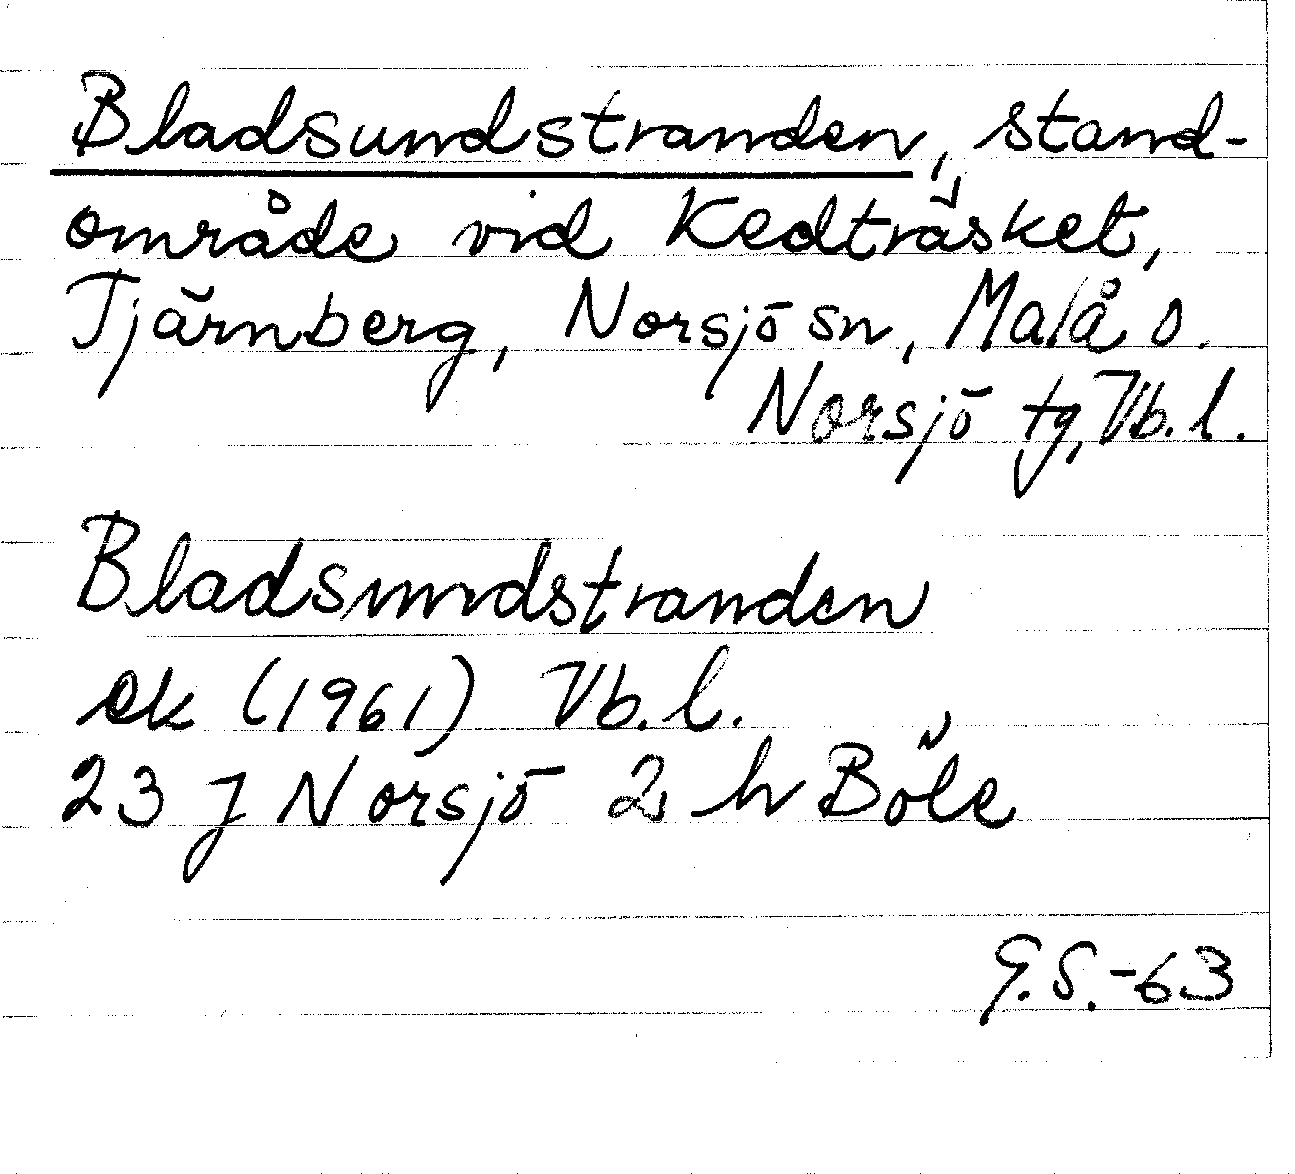 Bladsundstranden, stand-
område vid Kedträsket,
Tjärnberg, Norsjö sn, Malå o.
Norsjö tg, Vb. l.
Bladsundstranden
ek (1961) Vb. l.
23 J Norsjö 2 h Böle
G.S.-63